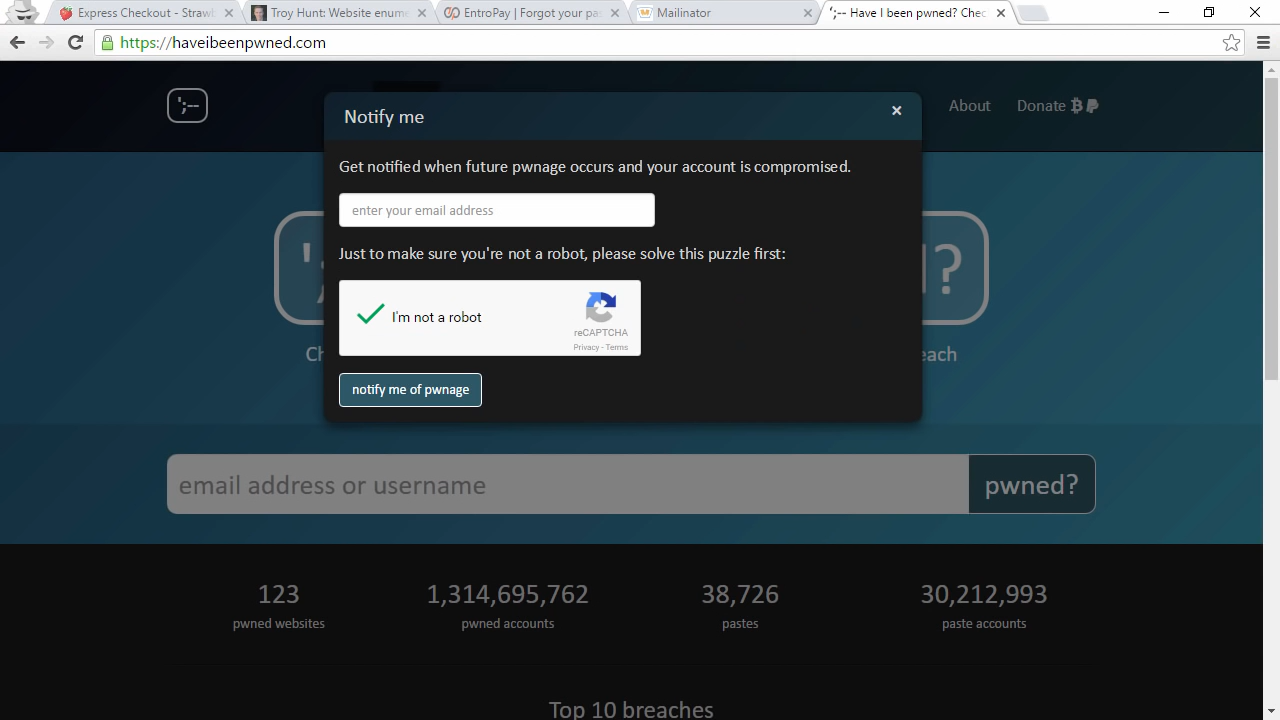 Express Checkout - Strawb
Troy Hunt: Website enume
EntroPay | Forgot your pa
Mailinator
';-- Have I been pwned? Chec
https://haveibeenpwned.com
';--
About
Donate
Notify me
×
Get notified when future pwnage occurs and your account is compromised.
enter your email address
Just to make sure you're not a robot, please solve this puzzle first:
I'm not a robot
reCAPTCHA
Privacy - Terms
notify me of pwnage
email address or username
pwned?
123
1,314,695,762
38,726
30,212,993
pwned websites
pwned accounts
pastes
paste accounts
Top 10 breaches